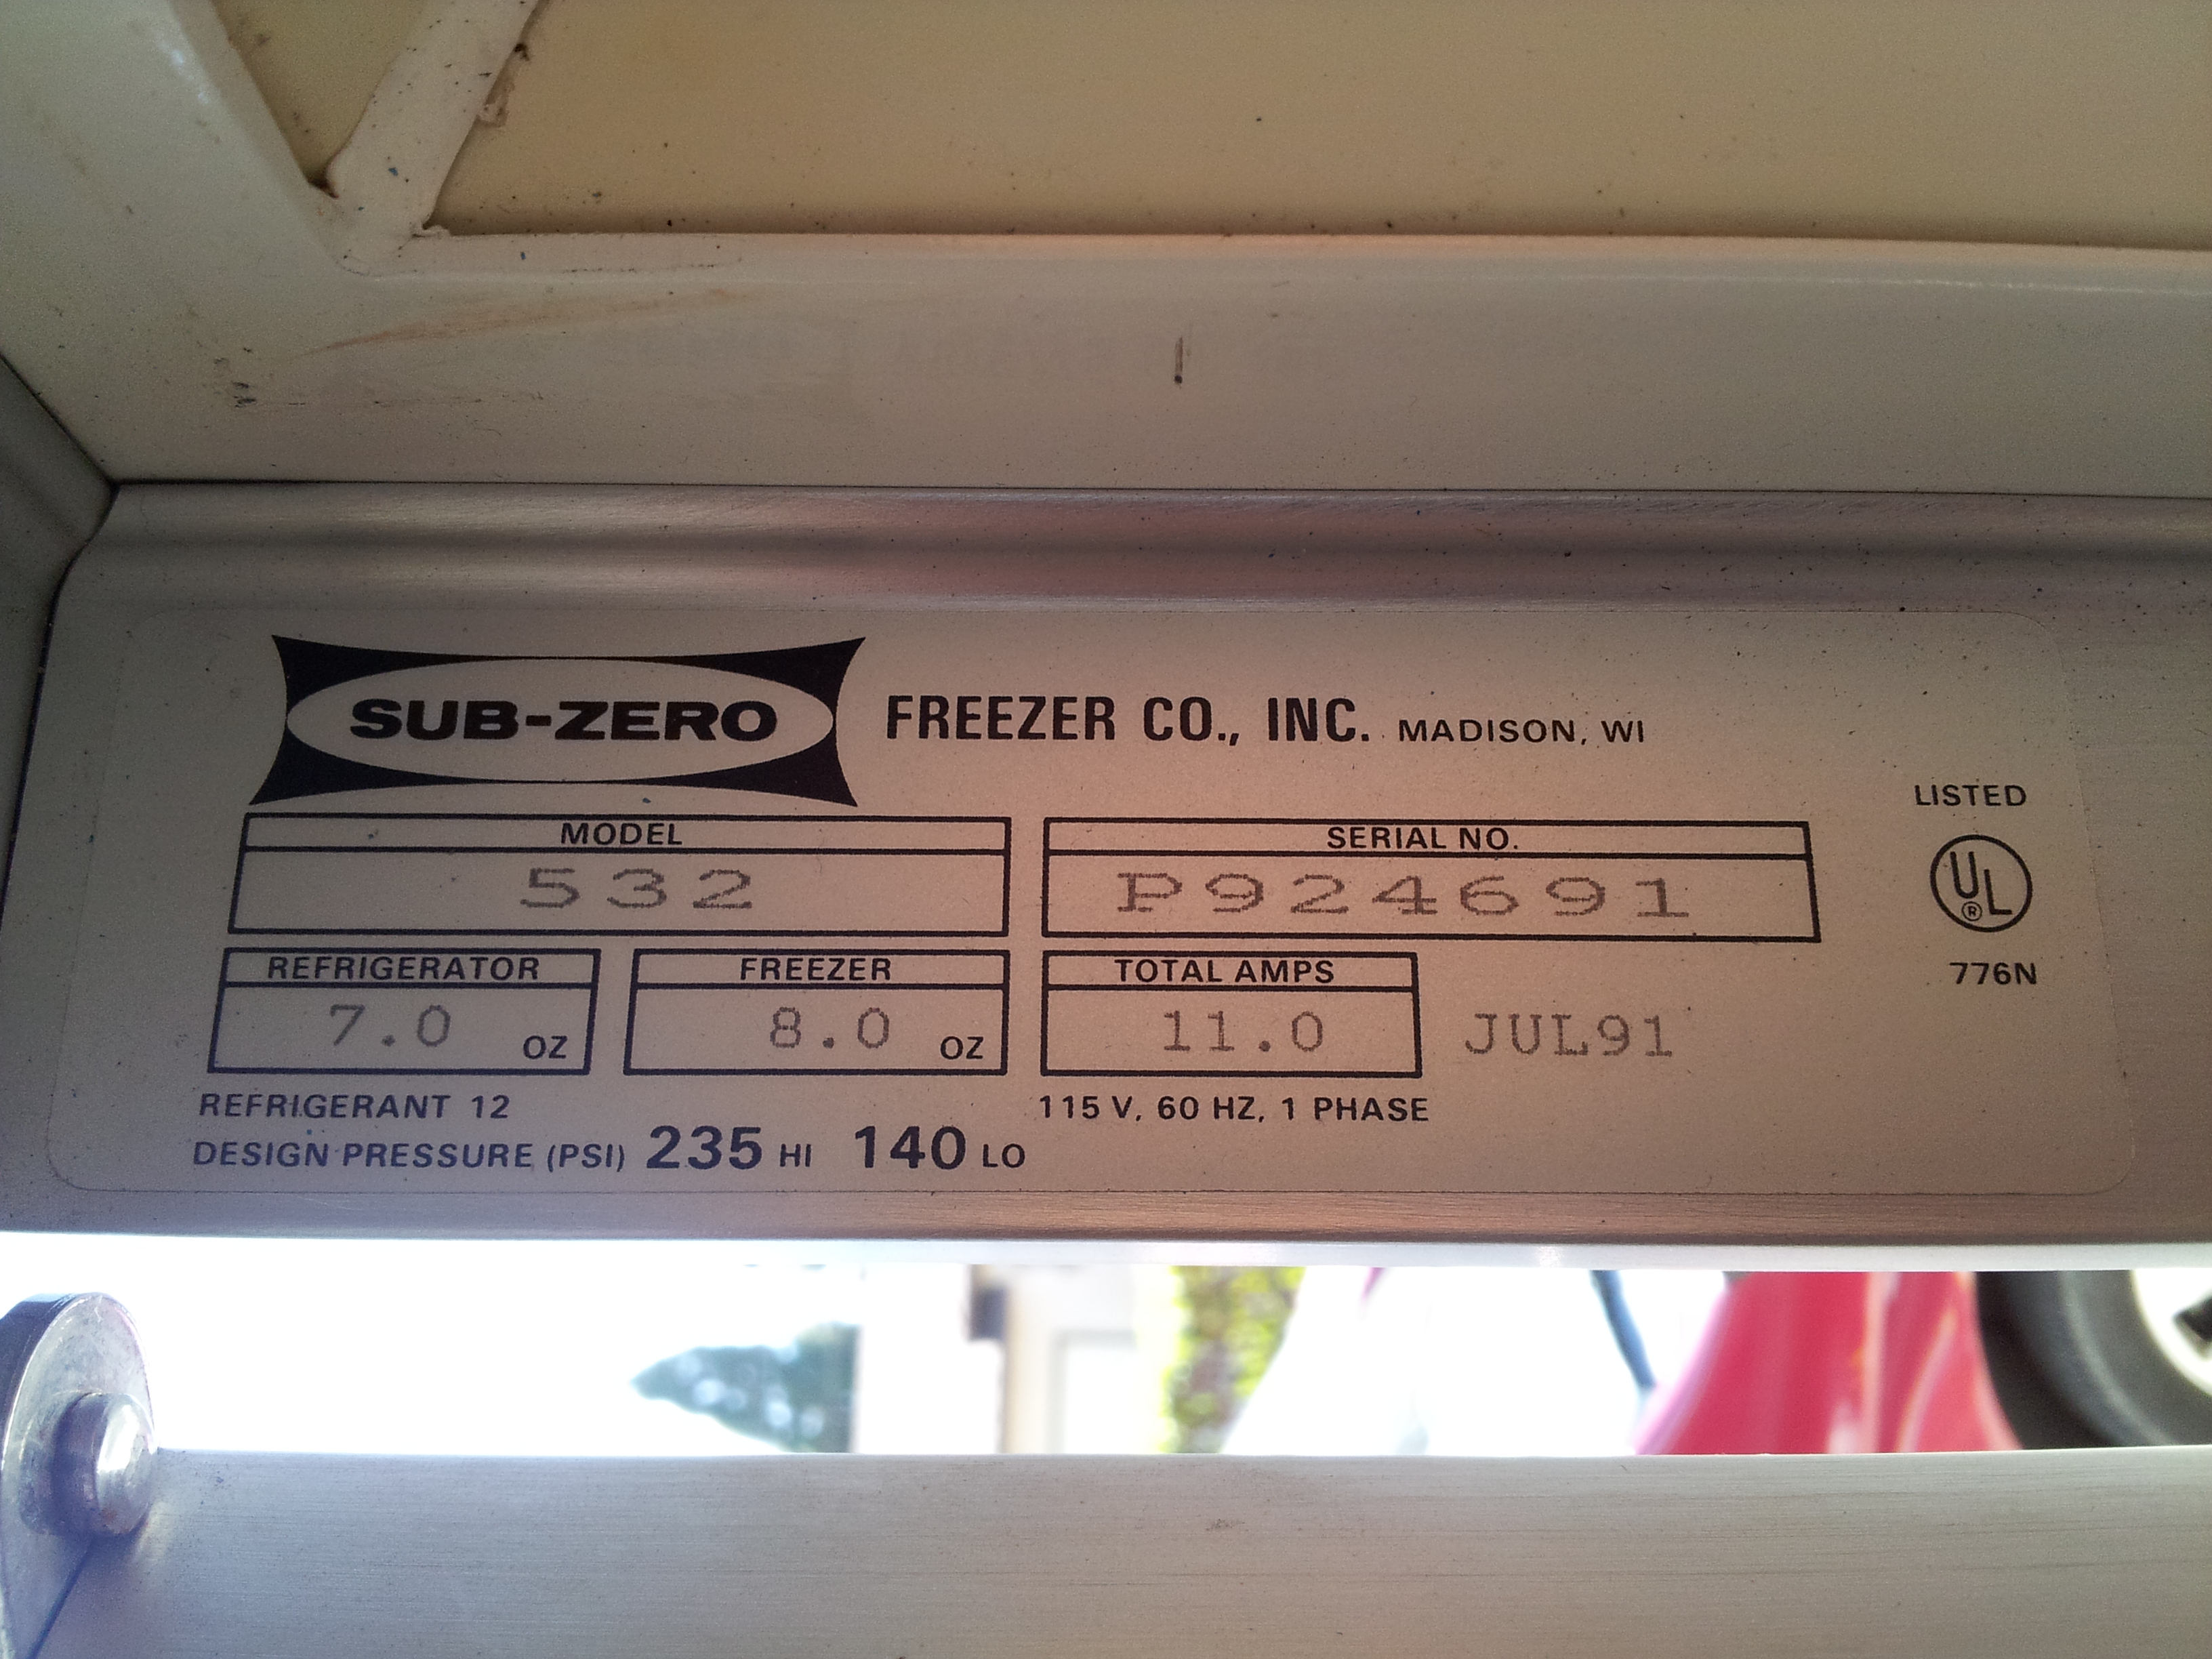 SUB-ZERO FREEZER CO., INC. MADISON, WI
LISTED
MODEL SERIAL NO.
532 P924691
UL ®
776N
REFRIGERATOR FREEZER TOTAL AMPS
7.0 OZ 8.0 OZ 11.0 JUL91
REFRIGERANT 12 115 V, 60 HZ, 1 PHASE
DESIGN PRESSURE (PSI) 235 HI 140 LO